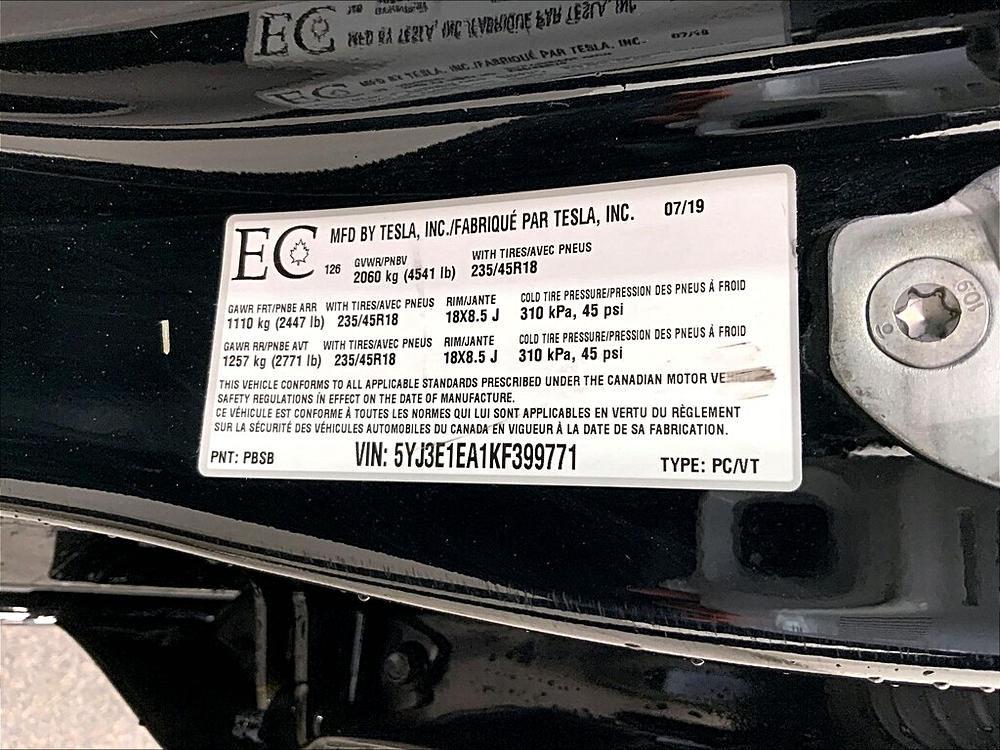 EC MFD BY TESLA, INC./FABRIQUÉ PAR TESLA, INC. 07/19
126 GVWR/PNBV WITH TIRES/AVEC PNEUS
2060 kg (4541 lb) 235/45R18
GAWR FRT/PNBE ARR WITH TIRES/AVEC PNEUS RIM/JANTE COLD TIRE PRESSURE/PRESSION DES PNEUS À FROID
1110 kg (2447 lb) 235/45R18 18X8.5 J 310 kPa, 45 psi
GAWR RR/PNBE AVT WITH TIRES/AVEC PNEUS RIM/JANTE COLD TIRE PRESSURE/PRESSION DES PNEUS À FROID
1257 kg (2771 lb) 235/45R18 18X8.5 J 310 kPa, 45 psi
THIS VEHICLE CONFORMS TO ALL APPLICABLE STANDARDS PRESCRIBED UNDER THE CANADIAN MOTOR
SAFETY REGULATIONS IN EFFECT ON THE DATE OF MANUFACTURE.
CE VÉHICULE EST CONFORME À TOUTES LES NORMES QUI LUI SONT APPLICABLES EN VERTU DU RÈGLEMENT
SUR LA SÉCURITÉ DES VÉHICULES AUTOMOBILES DU CANADA EN VIGUEUR À LA DATE DE SA FABRICATION.
PNT: PBSB VIN: 5YJ3E1EA1KF399771 TYPE: PC/VT